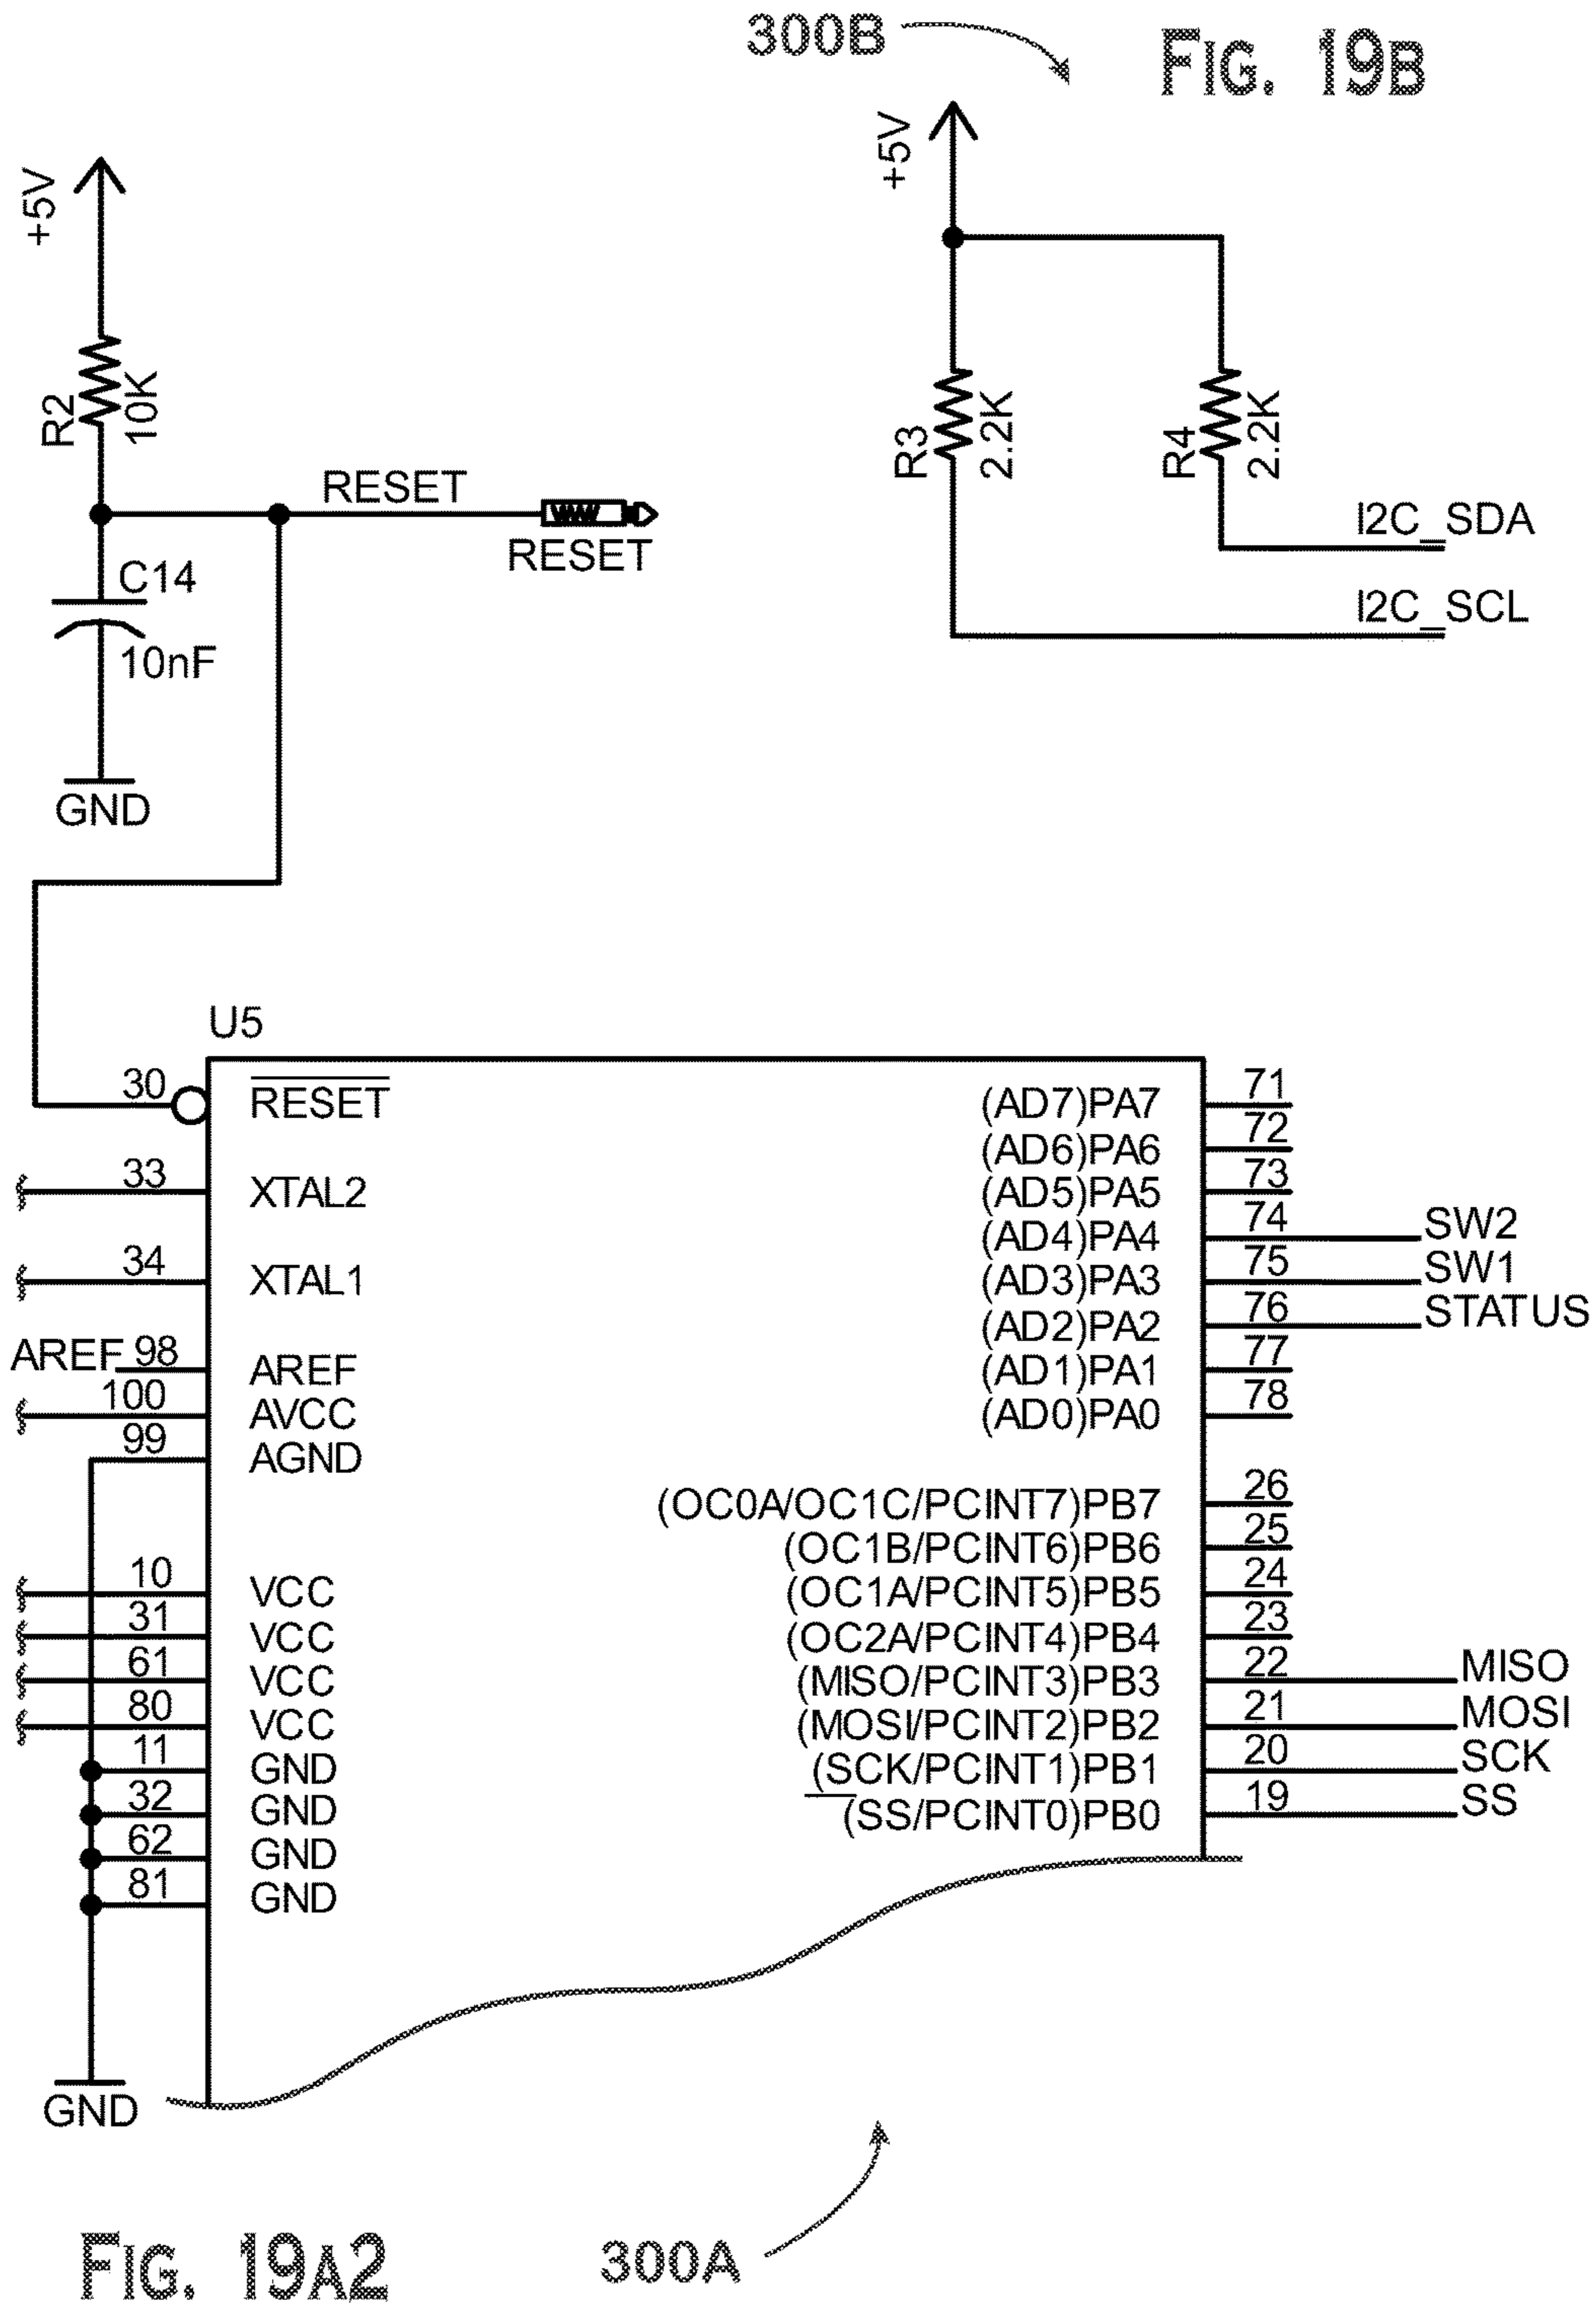 300B
FIG. 19B
+5V
+5V
R2
10K
R3
2.2K
R4
2.2K
RESET
RESET
I2C_SDA
I2C_SCL
C14
10nF
GND
U5
30
RESET
33
XTAL2
34
XTAL1
AREF 98
AREF
100
AVCC
99
AGND
10
VCC
31
VCC
61
VCC
80
VCC
11
GND
32
GND
62
GND
81
GND
GND
(AD7)PA7 71
(AD6)PA6 72
(AD5)PA5 73
(AD4)PA4 74 SW2
(AD3)PA3 75 SW1
(AD2)PA2 76 STATUS
(AD1)PA1 77
(AD0)PA0 78
(OC0A/OC1C/PCINT7)PB7 26
(OC1B/PCINT6)PB6 25
(OC1A/PCINT5)PB5 24
(OC2A/PCINT4)PB4 23
(MISO/PCINT3)PB3 22 MISO
(MOSI/PCINT2)PB2 21 MOSI
(SCK/PCINT1)PB1 20 SCK
(SS/PCINT0)PB0 19 SS
FIG. 19A2
300A